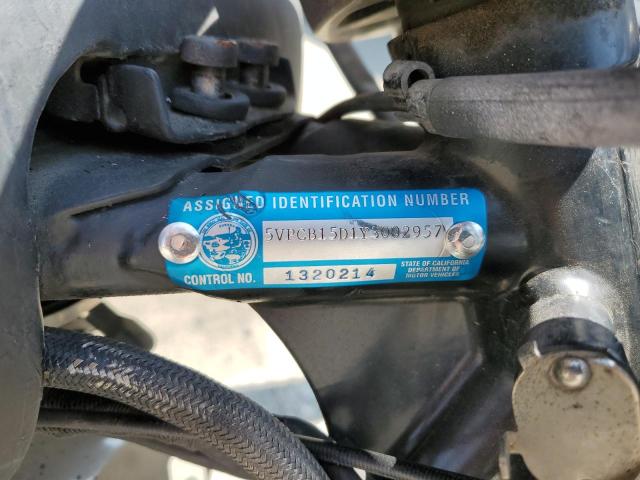 ASSIGNED IDENTIFICATION NUMBER
5VPCB15D1Y3002957
CONTROL NO.
1320214
STATE OF CALIFORNIA
DEPARTMENT OF
MOTOR VEHICLES